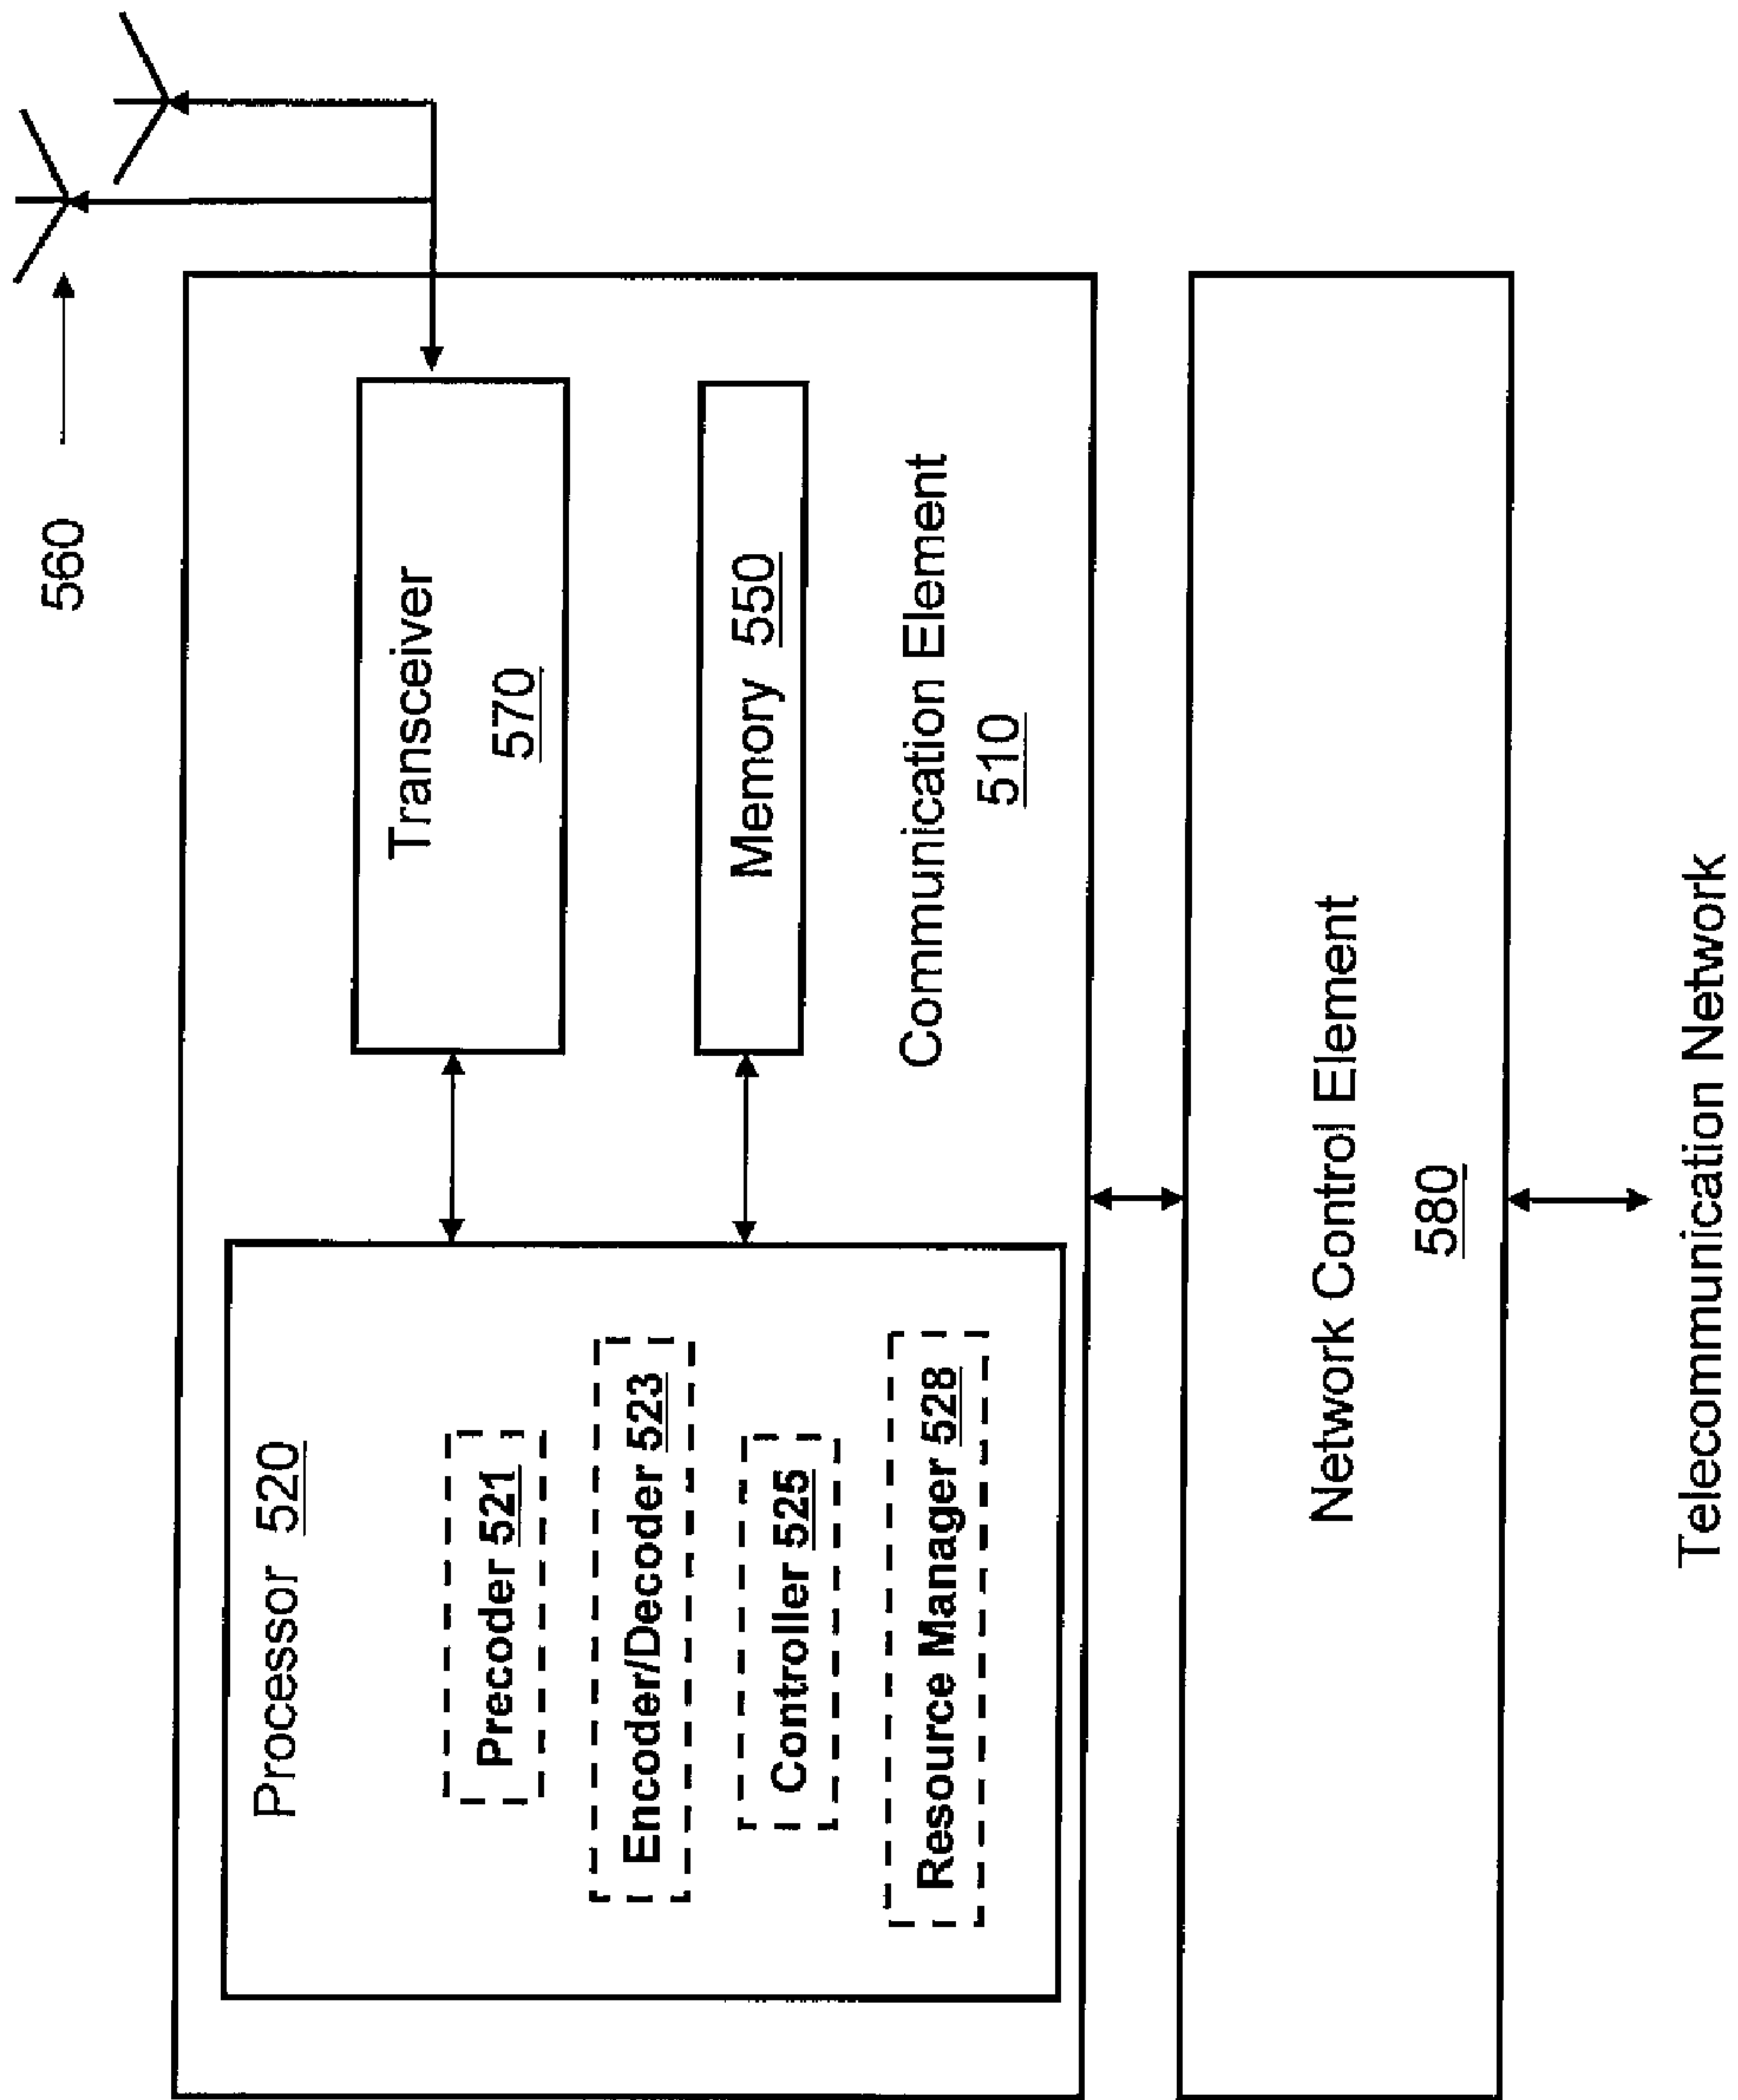 560
Processor 520
Precoder 521
Encoder/Decoder 523
Controller 525
Resource Manager 528
Transceiver
570
Memory 550
Communication Element
510
Network Control Element
580
Telecommunication Network